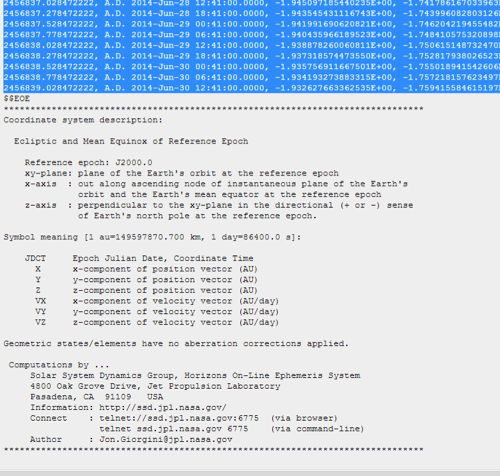 2456837.028472222, A.D. 2014-Jun-28 12:41:00.0000, -1.945097185440235E+00, -1.741786167033963
2456837.278472222, A.D. 2014-Jun-28 18:41:00.0000, -1.943545431116743E+00, -1.743996082803126
2456837.528472222, A.D. 2014-Jun-29 00:41:00.0000, -1.941991690620821E+00, -1.746204219455482
2456837.778472222, A.D. 2014-Jun-29 06:41:00.0000, -1.940435966189523E+00, -1.748410575320898
2456838.028472222, A.D. 2014-Jun-29 12:41:00.0000, -1.938878260060811E+00, -1.750615148732470
2456838.278472222, A.D. 2014-Jun-29 18:41:00.0000, -1.937318574473550E+00, -1.752817938026523
2456838.528472222, A.D. 2014-Jun-30 00:41:00.0000, -1.935756911667501E+00, -1.755018941542606
2456838.778472222, A.D. 2014-Jun-30 06:41:00.0000, -1.934193273883315E+00, -1.757218157623497
2456839.028472222, A.D. 2014-Jun-30 12:41:00.0000, -1.932627663362535E+00, -1.759415584615197
$$EOE
*******************************************************************************
Coordinate system description:
Ecliptic and Mean Equinox of Reference Epoch
Reference epoch: J2000.0
xy-plane: plane of the Earth's orbit at the reference epoch
x-axis : out along ascending node of instantaneous plane of the Earth's
orbit and the Earth's mean equator at the reference epoch
z-axis : perpendicular to the xy-plane in the directional (+ or -) sense
of Earth's north pole at the reference epoch.
Symbol meaning [1 au=149597870.700 km, 1 day=86400.0 s]:
JDCT Epoch Julian Date, Coordinate Time
X x-component of position vector (AU)
Y y-component of position vector (AU)
Z z-component of position vector (AU)
VX x-component of velocity vector (AU/day)
VY y-component of velocity vector (AU/day)
VZ z-component of velocity vector (AU/day)
Geometric states/elements have no aberration corrections applied.
Computations by ...
Solar System Dynamics Group, Horizons On-Line Ephemeris System
4800 Oak Grove Drive, Jet Propulsion Laboratory
Pasadena, CA 91109 USA
Information: http://ssd.jpl.nasa.gov/
Connect : telnet://ssd.jpl.nasa.gov:6775 (via browser)
telnet ssd.jpl.nasa.gov 6775 (via command-line)
Author : Jon.Giorgini@jpl.nasa.gov
*******************************************************************************